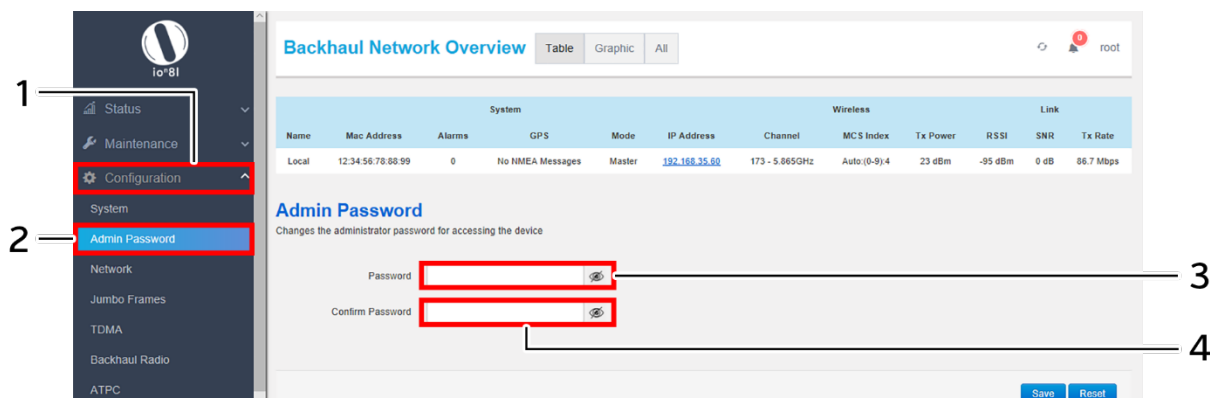 io n 8l
1
2
Status
Maintenance
Configuration
System
Admin Password
Network
Jumbo Frames
TDMA
Backhaul Radio
ATPC
Backhaul Network Overview Table Graphic All 0 root
System Wireless Link
Name Mac Address Alarms GPS Mode IP Address Channel MCS Index Tx Power RSSI SNR Tx Rate
Local 12:34:56:78:88:99 0 No NMEA Messages Master 192.168.35.60 173 - 5.865GHz Auto:(0-9):4 23 dBm -95 dBm 0 dB 86.7 Mbps
Admin Password
Changes the administrator password for accessing the device
Password
3
Confirm Password
4
Save Reset